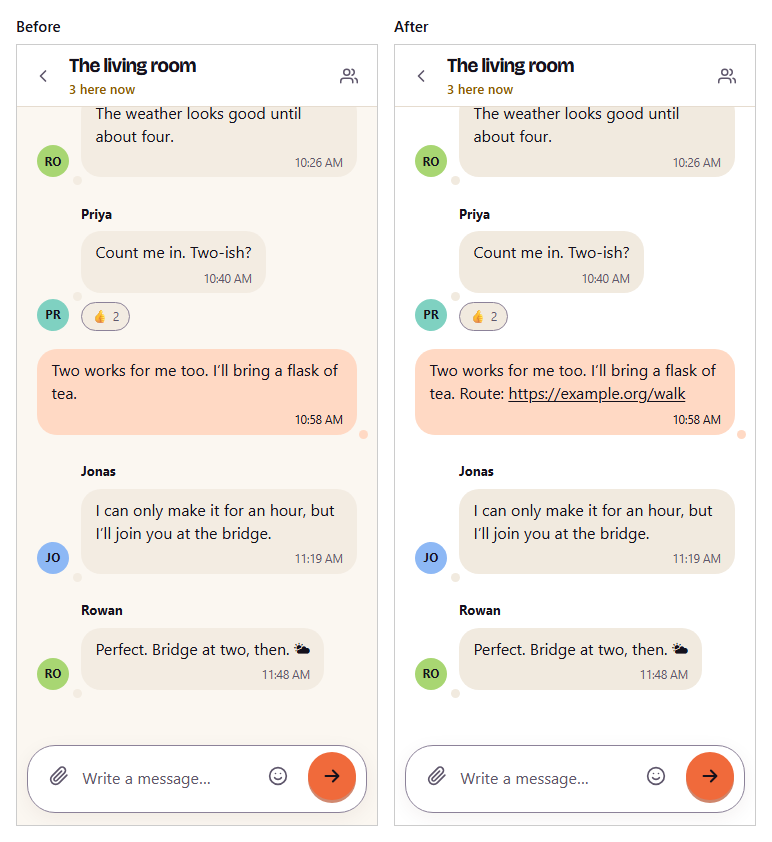 Before
The living room
3 here now
The weather looks good until
about four.
10:26 AM
RO
Priya
Count me in. Two-ish?
10:40 AM
PR
👍 2
Two works for me too. I’ll bring a flask of
tea.
10:58 AM
Jonas
I can only make it for an hour, but
I’ll join you at the bridge.
11:19 AM
JO
Rowan
Perfect. Bridge at two, then. 🌥
11:48 AM
RO
Write a message...
After
The living room
3 here now
The weather looks good until
about four.
10:26 AM
RO
Priya
Count me in. Two-ish?
10:40 AM
PR
👍 2
Two works for me too. I’ll bring a flask of
tea. Route: https://example.org/walk
10:58 AM
Jonas
I can only make it for an hour, but
I’ll join you at the bridge.
11:19 AM
JO
Rowan
Perfect. Bridge at two, then. 🌥
11:48 AM
RO
Write a message...